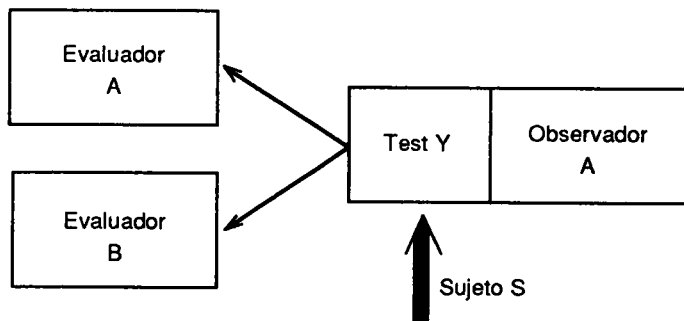 Evaluador
A
Test Y
Observador
A
Evaluador
B
Sujeto S